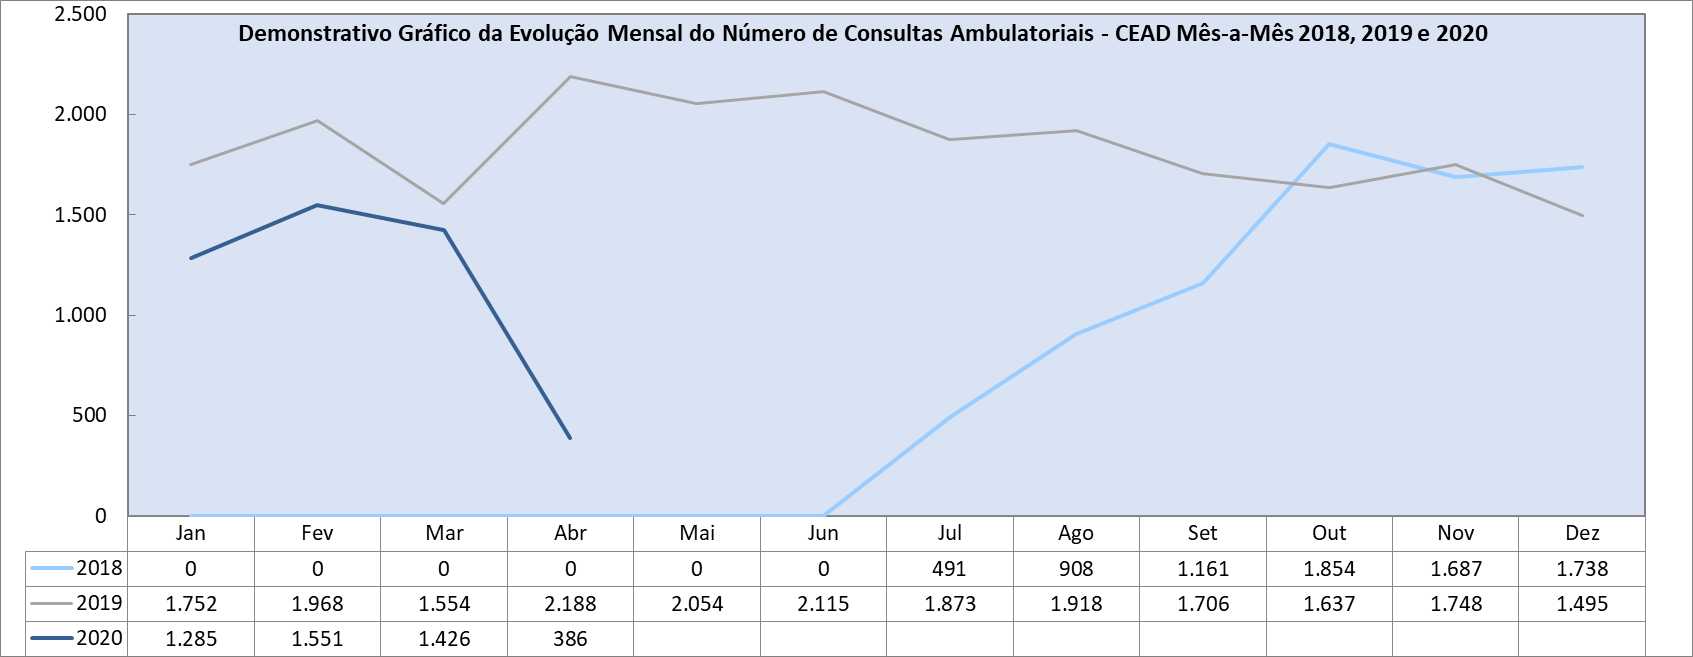 Demonstrativo Gráfico da Evolução Mensal do Número de Consultas Ambulatoriais - CEAD Mês-a-Mês 2018, 2019 e 2020
2.500
2.000
1.500
1.000
500
0
Jan Fev Mar Abr Mai Jun Jul Ago Set Out Nov Dez
2018 0 0 0 0 0 0 491 908 1.161 1.854 1.687 1.738
2019 1.752 1.968 1.554 2.188 2.054 2.115 1.873 1.918 1.706 1.637 1.748 1.495
2020 1.285 1.551 1.426 386